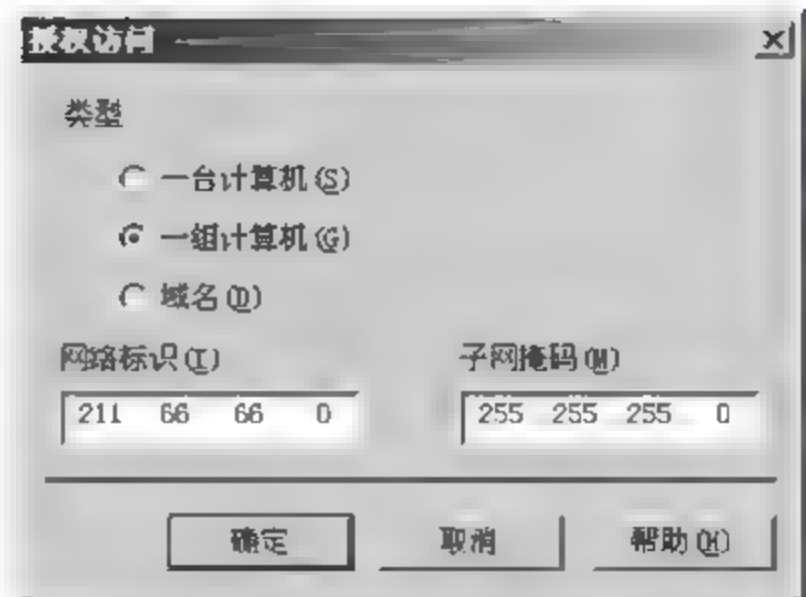 授权访问
类型
一台计算机(S)
一组计算机(G)
域名(D)
网络标识(I) 子网掩码(M)
211 66 66 0 255 255 255 0
确定 取消 帮助(H)